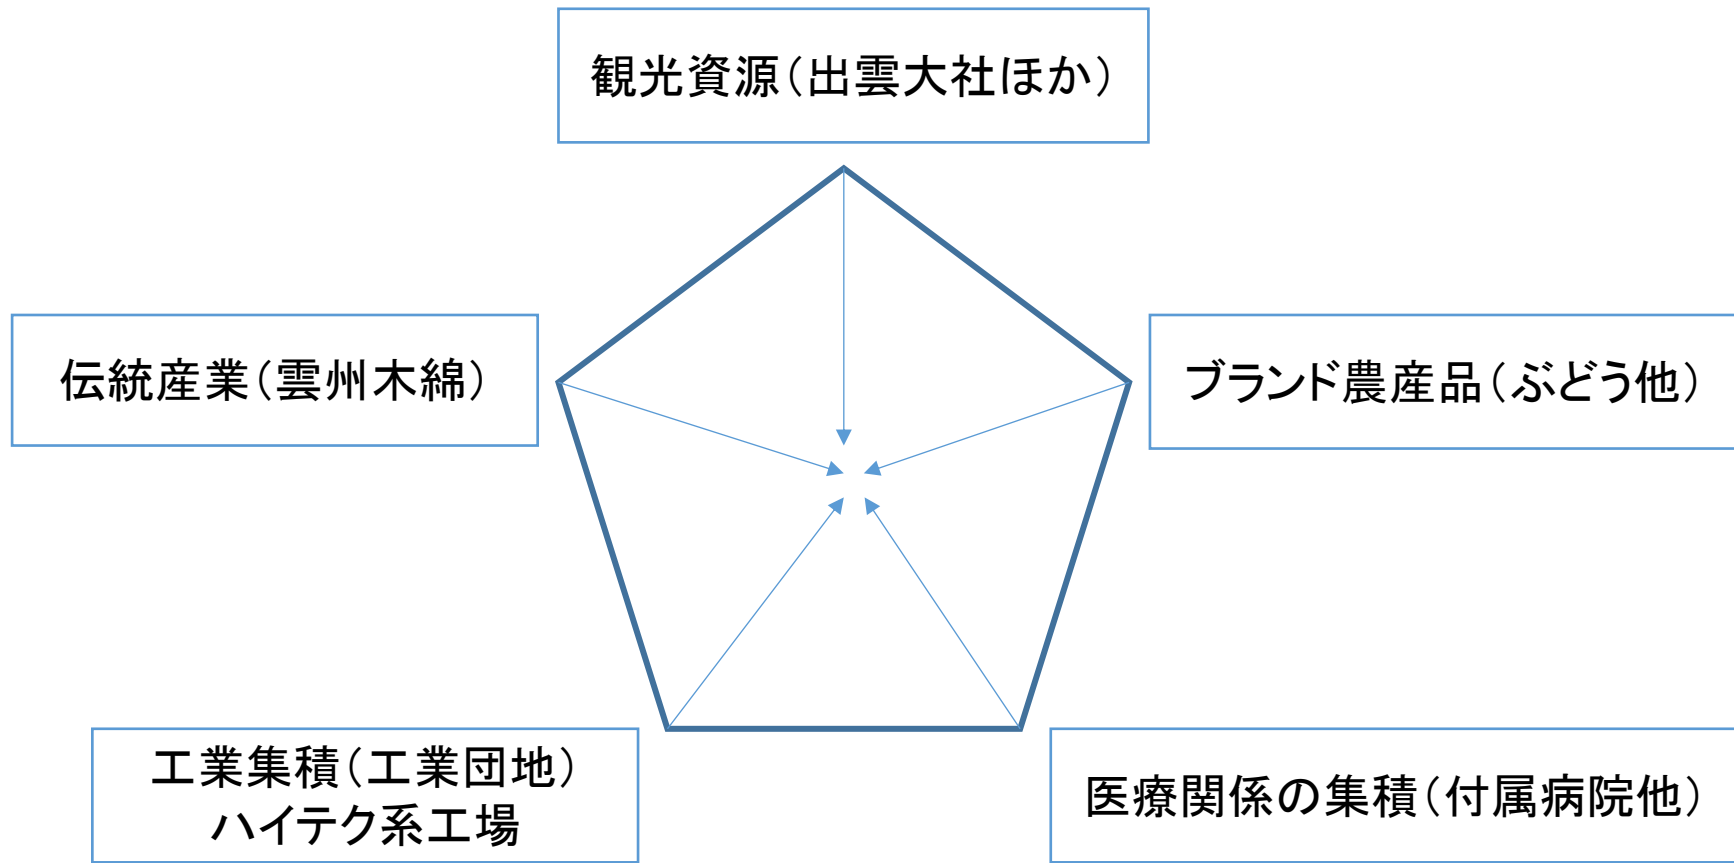 観光資源（出雲大社ほか）
伝統産業（雲州木綿）
ブランド農産品（ぶどう他）
工業集積（工業団地）
ハイテク系工場
医療関係の集積（付属病院他）